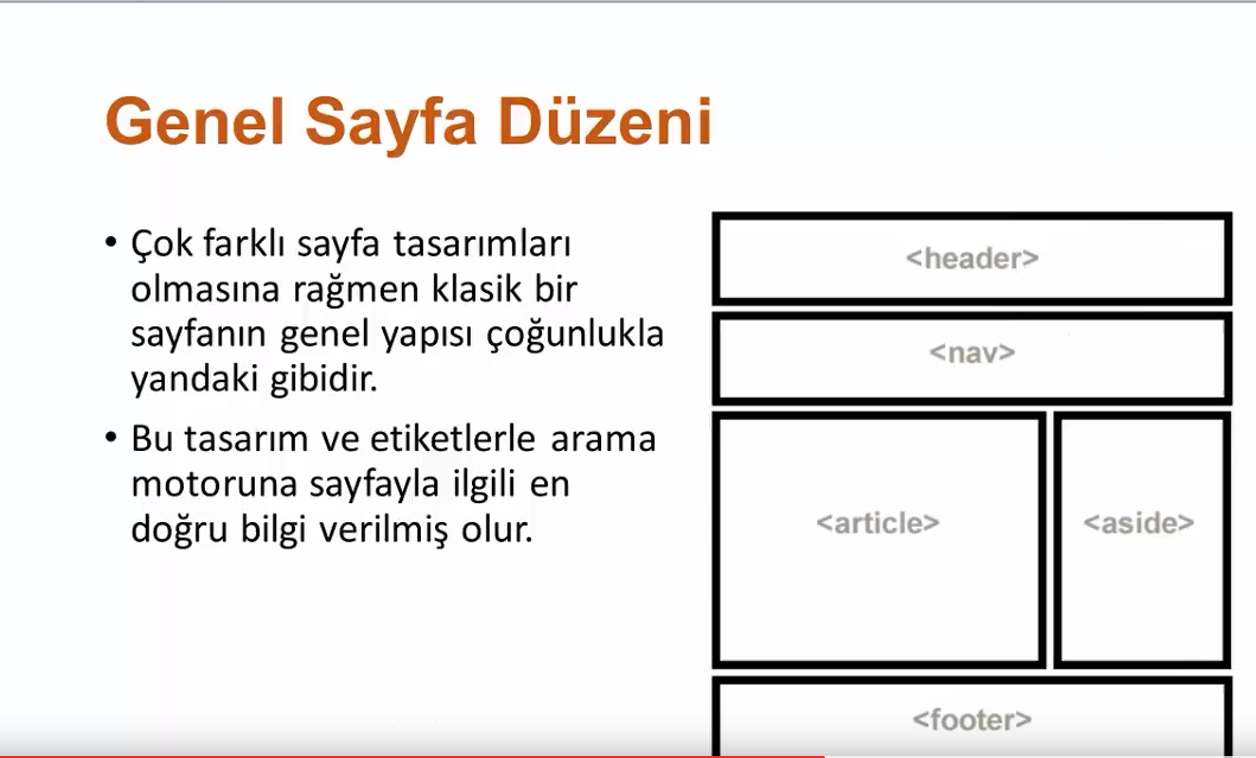 Genel Sayfa Düzeni
• Çok farklı sayfa tasarımları
olmasına rağmen klasik bir
sayfanın genel yapısı çoğunlukla
yandaki gibidir.
• Bu tasarım ve etiketlerle arama
motoruna sayfayla ilgili en
doğru bilgi verilmiş olur.
<header>
<nav>
<article>
<aside>
<footer>